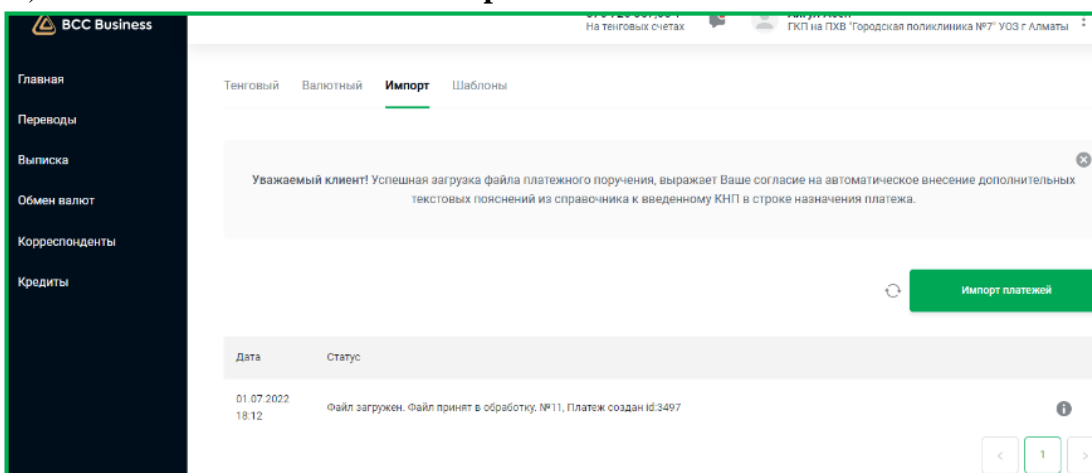 BCC Business
На тенговых счетах
ГКП на ПХВ "Городская поликлиника №7" УОЗ г Алматы
Главная
Переводы
Выписка
Обмен валют
Корреспонденты
Кредиты
Тенговый Валютный Импорт Шаблоны
Уважаемый клиент! Успешная загрузка файла платежного поручения, выражает Ваше согласие на автоматическое внесение дополнительных
текстовых пояснений из справочника к введенному КНП в строке назначения платежа.
Импорт платежей
Дата Статус
01.07.2022
18:12
Файл загружен. Файл принят в обработку. №11, Платеж создан id:3497
< 1 >